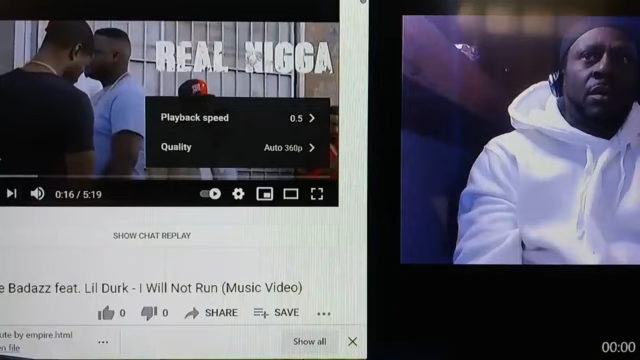 REAL NIGGA
Playback speed 0.5
Quality Auto 360p
0:16 / 5:19
SHOW CHAT REPLAY
e Badazz feat. Lil Durk - I Will Not Run (Music Video)
0 0 SHARE SAVE ...
ute by empire.html ...
en file
Show all
00:00